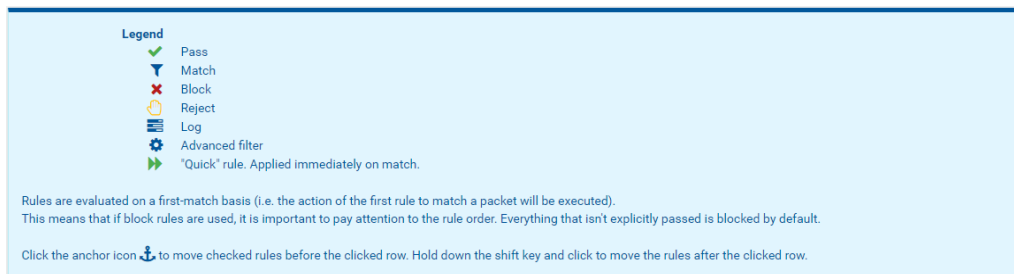 Legend
Pass
Match
Block
Reject
Log
Advanced filter
"Quick" rule. Applied immediately on match.
Rules are evaluated on a first-match basis (i.e. the action of the first rule to match a packet will be executed).
This means that if block rules are used, it is important to pay attention to the rule order. Everything that isn't explicitly passed is blocked by default.
Click the anchor icon to move checked rules before the clicked row. Hold down the shift key and click to move the rules after the clicked row.